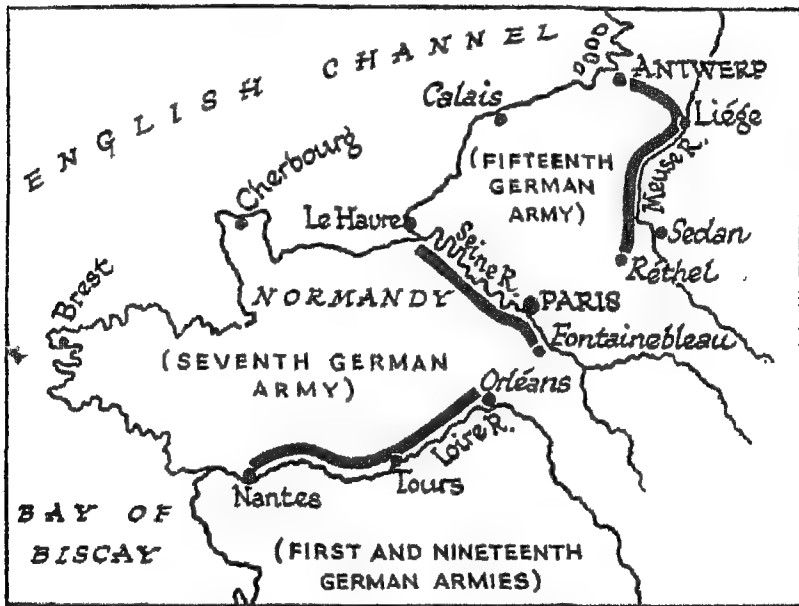 ENGLISH CHANNEL
ANTWERP
Calais
Liége
(FIFTEENTH
GERMAN
ARMY)
Meuse R.
Cherbourg
Le Havre
Seine R.
Sedan
Réthel
Brest
NORMANDY
PARIS
Fontainebleau
(SEVENTH GERMAN
ARMY)
Orléans
Loire R.
Nantes
Tours
BAY OF
BISCAY
(FIRST AND NINETEENTH
GERMAN ARMIES)